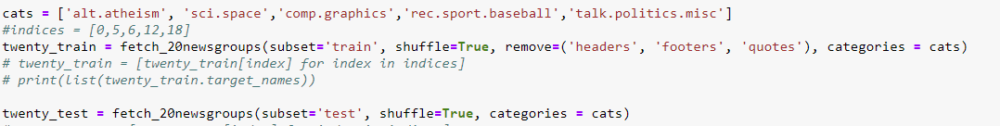 cats = ['alt.atheism', 'sci.space','comp.graphics','rec.sport.baseball','talk.politics.misc']
#indices = [0,5,6,12,18]
twenty_train = fetch_20newsgroups(subset='train', shuffle=True, remove=('headers', 'footers', 'quotes'), categories = cats)
# twenty_train = [twenty_train[index] for index in indices]
# print(list(twenty_train.target_names))
twenty_test = fetch_20newsgroups(subset='test', shuffle=True, categories = cats)